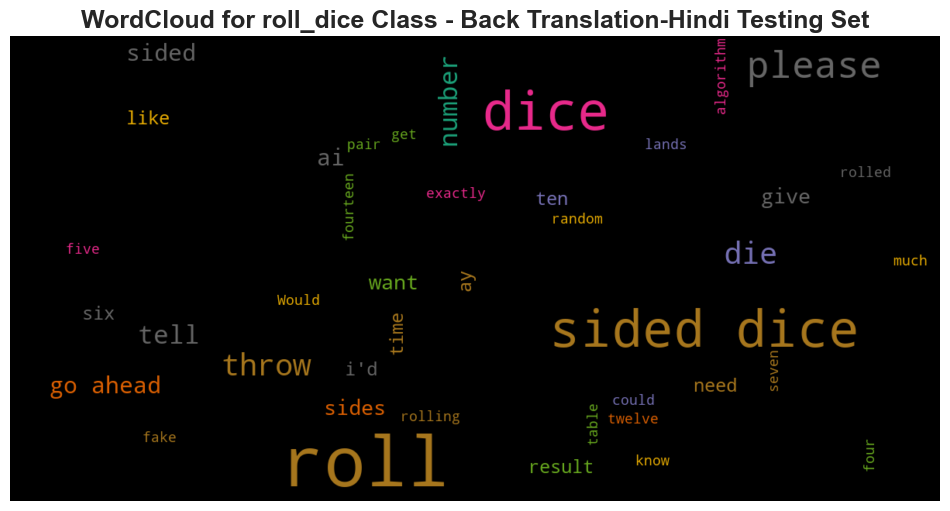 WordCloud for roll_dice Class - Back Translation-Hindi Testing Set
sided
please
algorithm
number
dice
like
get
pair
lands
ai
rolled
fourteen
exactly
ten
give
random
five
die
much
want
ay
Would
six
time
tell
sided dice
throw
i'd
seven
go ahead
need
sides
could
rolling
table
twelve
fake
roll
result
know
four